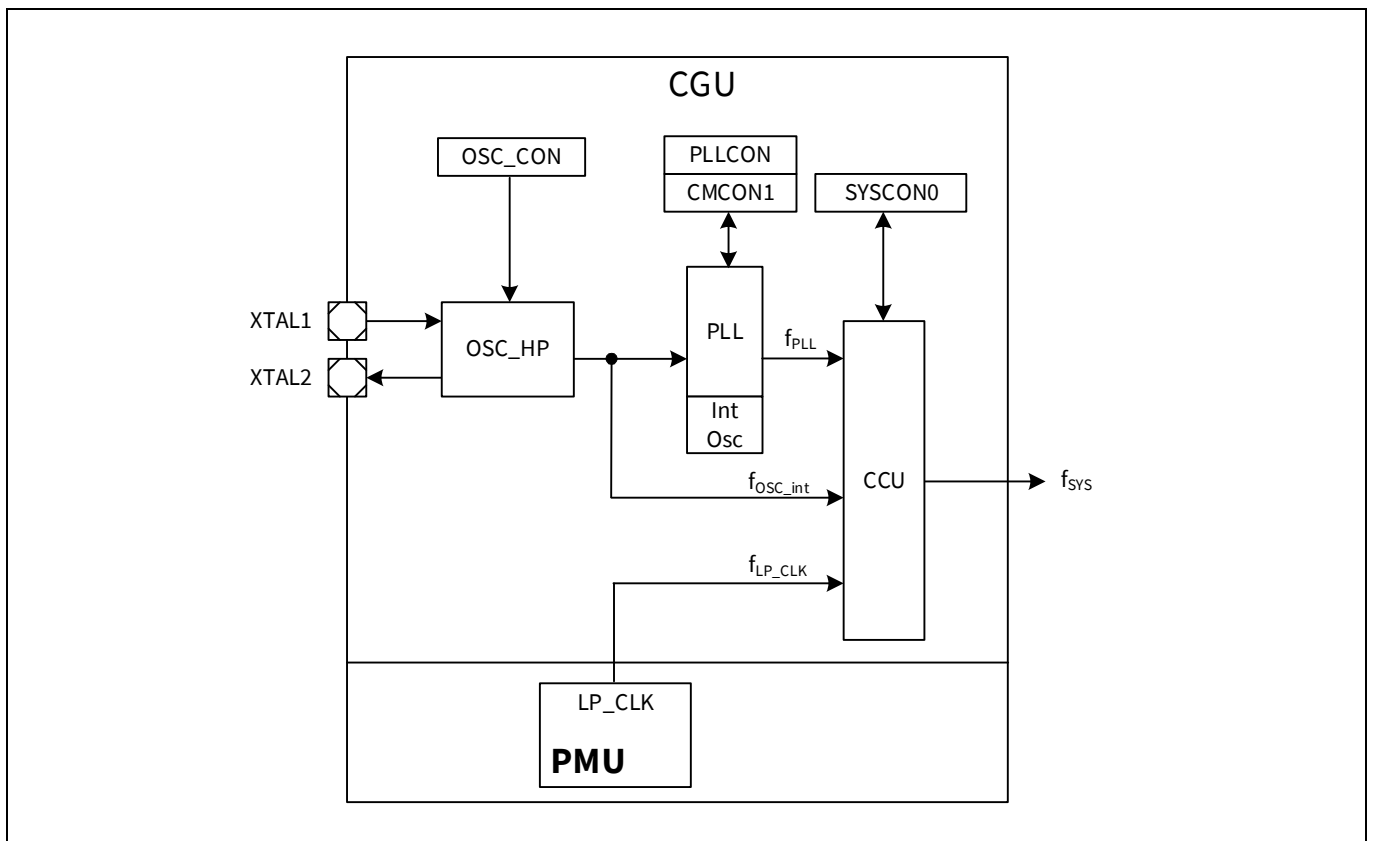 CGU
OSC_CON
PLLCON
CMCON1
SYSCON0
XTAL1
XTAL2
OSC_HP
PLL
Int
Osc
fPLL
fOSC_int
fLP_CLK
CCU
fSYS
LP_CLK
PMU